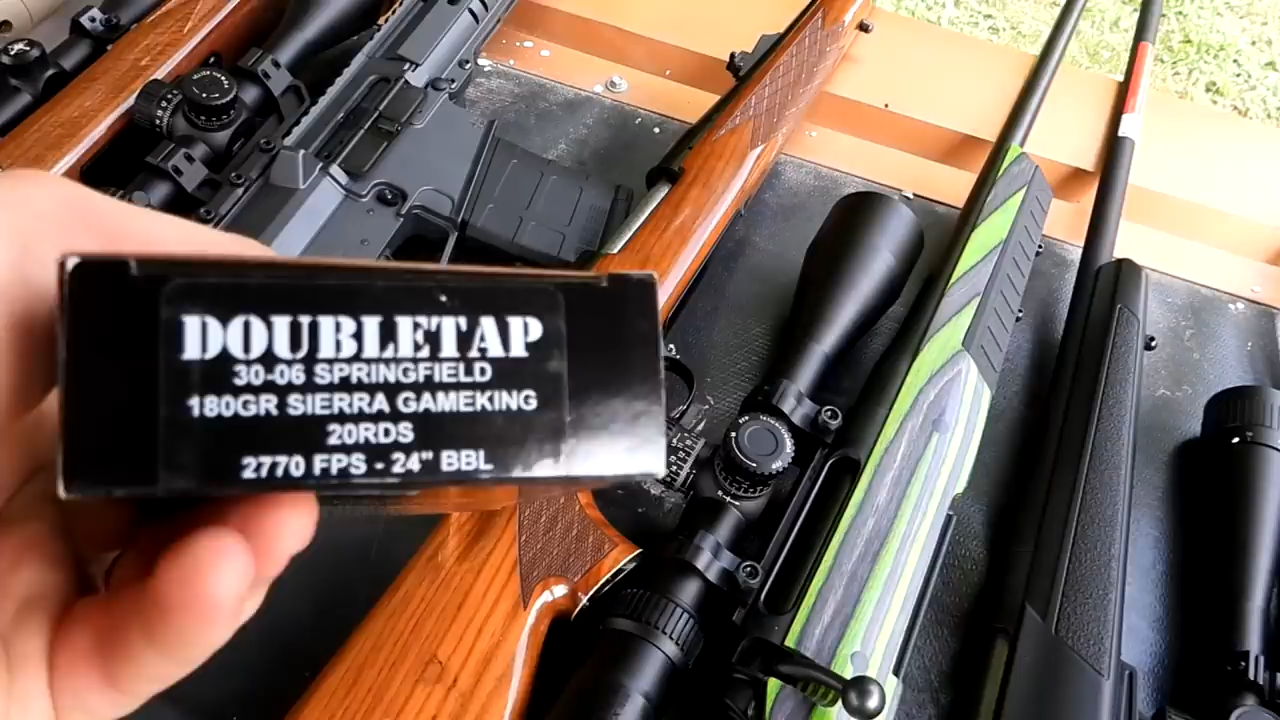 DOUBLETAP
30-06 SPRINGFIELD
180GR SIERRA GAMEKING
20RDS
2770 FPS - 24" BBL